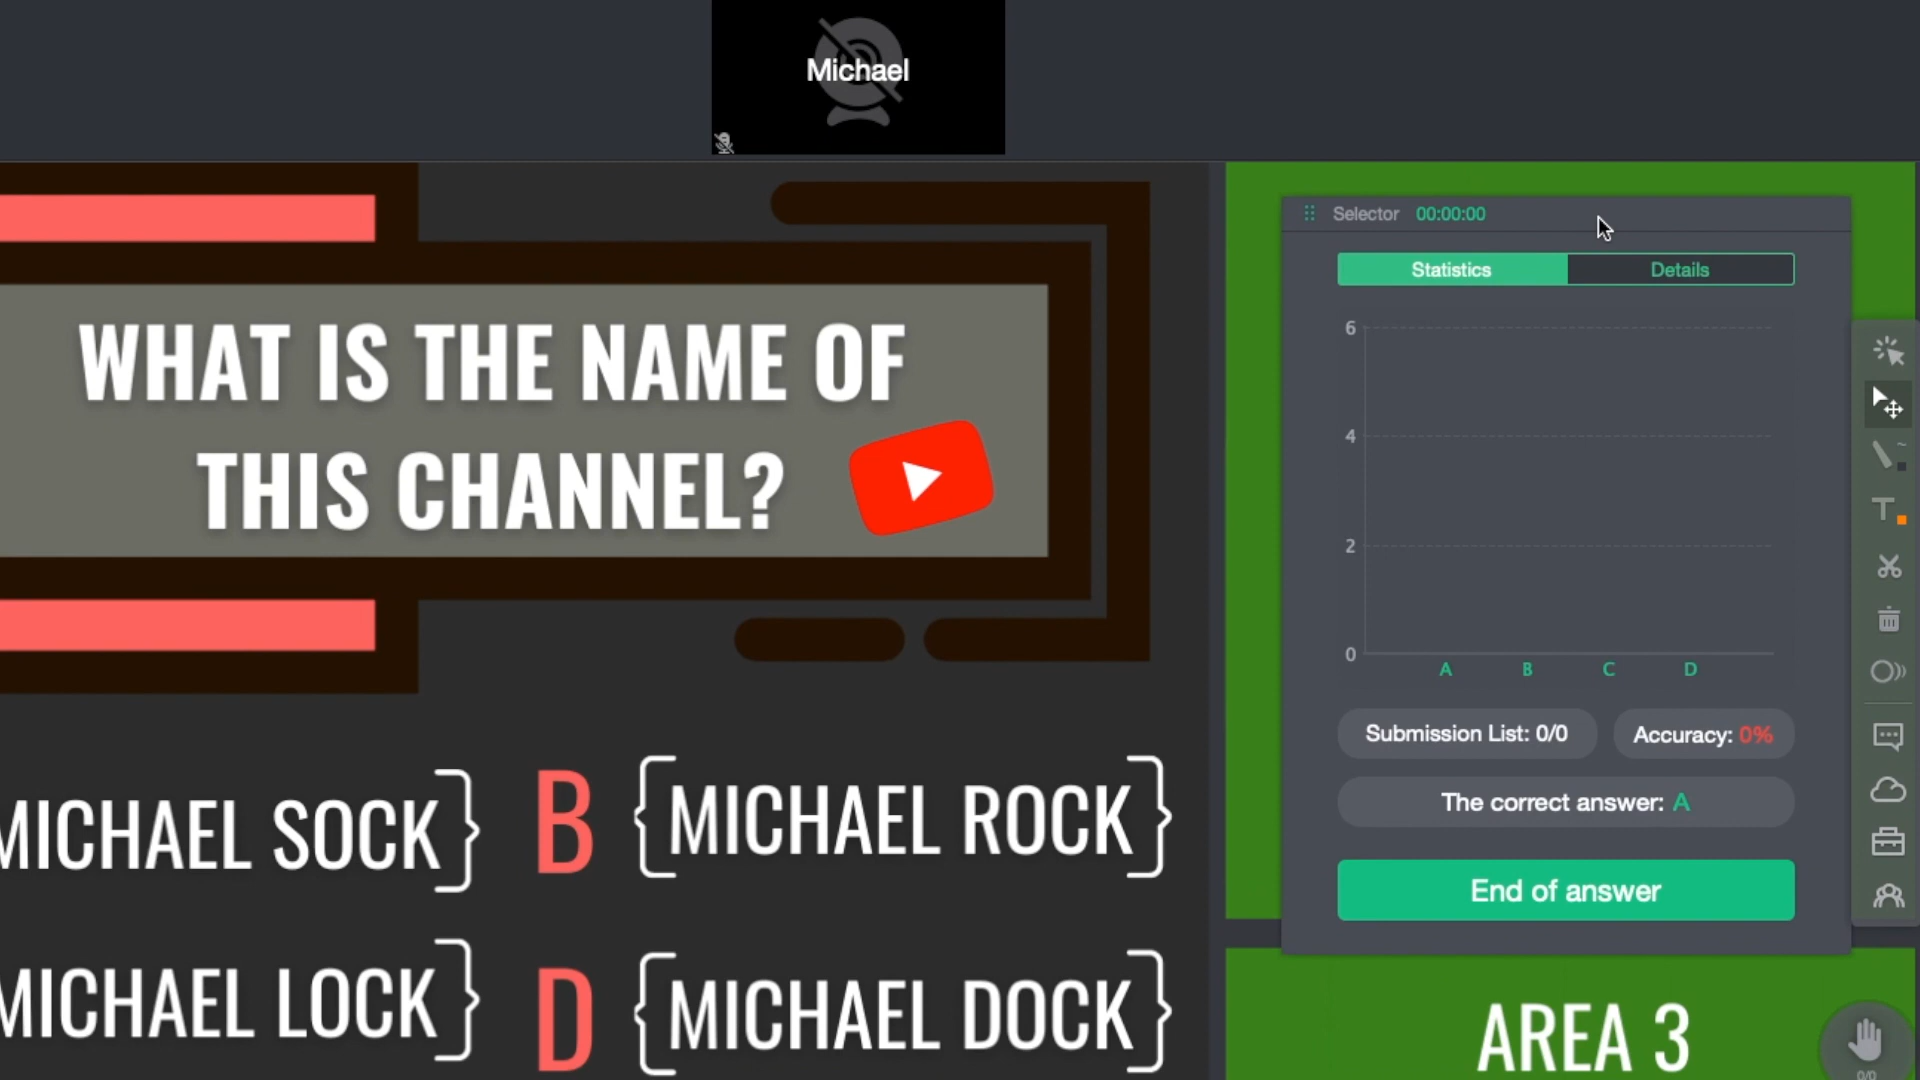 Michael
Selector 00:00:00
Statistics Details
WHAT IS THE NAME OF
THIS CHANNEL?
6
4
2
0
A B C D
Submission List: 0/0 Accuracy: 0%
The correct answer: A
End of answer
MICHAEL SOCK B MICHAEL ROCK
MICHAEL LOCK D MICHAEL DOCK
AREA 3
T
0/0